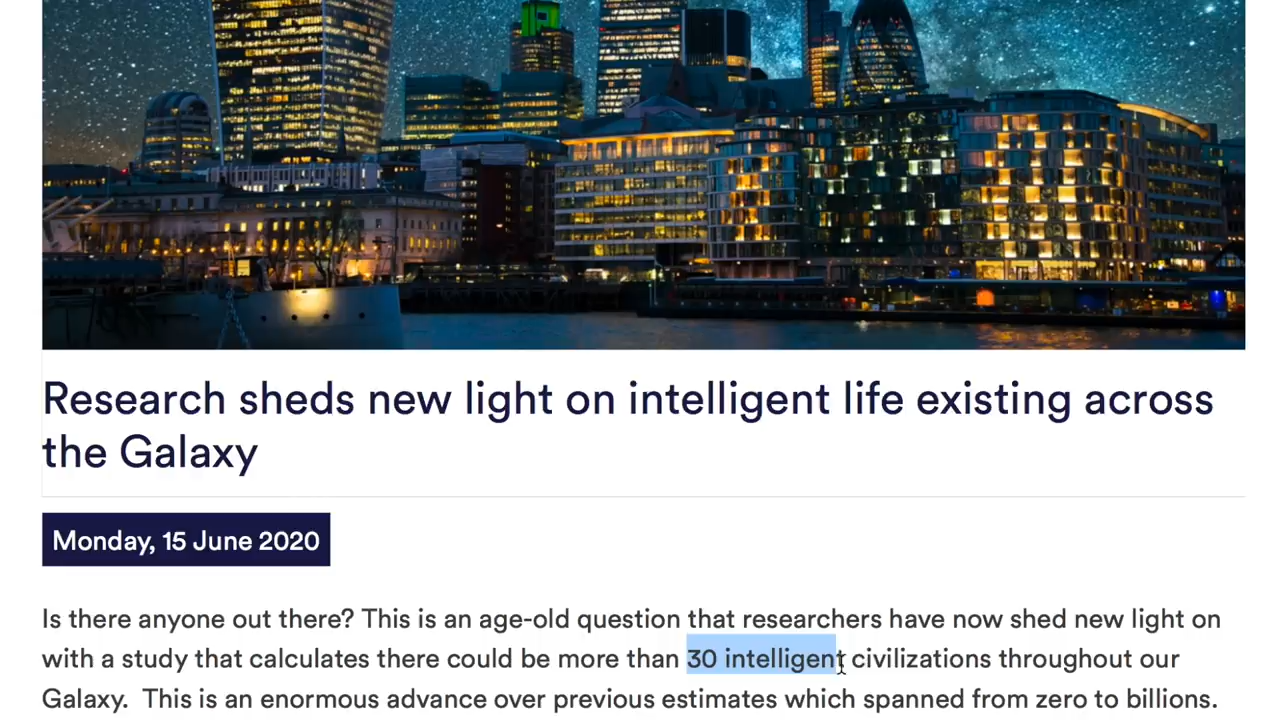 Research sheds new light on intelligent life existing across
the Galaxy
Monday, 15 June 2020
Is there anyone out there? This is an age-old question that researchers have now shed new light on
with a study that calculates there could be more than 30 intelligent civilizations throughout our
Galaxy.  This is an enormous advance over previous estimates which spanned from zero to billions.